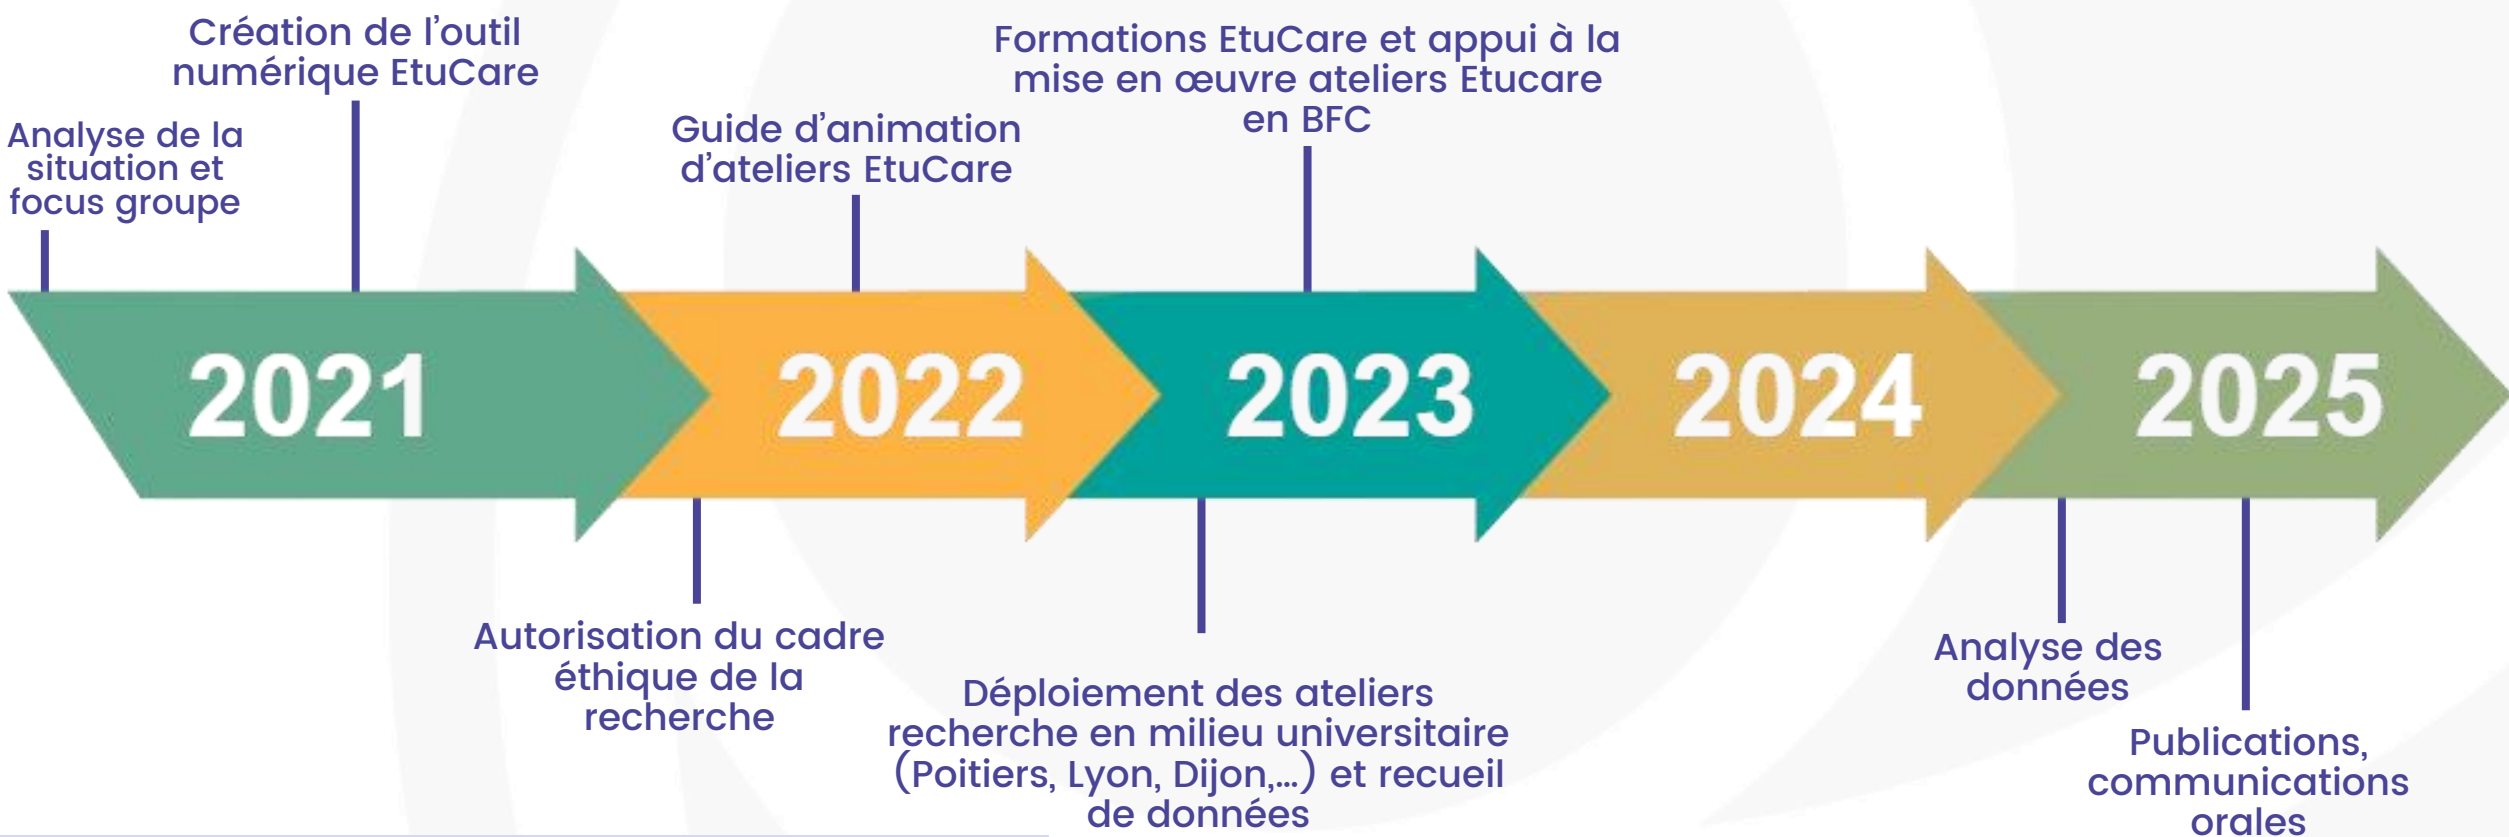 Création de l’outil
numérique EtuCare
Analyse de la
situation et
focus groupe
Guide d’animation
d’ateliers EtuCare
Formations EtuCare et appui à la
mise en œuvre ateliers Etucare
en BFC
2021
2022
2023
2024
2025
Autorisation du cadre
éthique de la
recherche
Déploiement des ateliers
recherche en milieu universitaire
(Poitiers, Lyon, Dijon,...) et recueil
de données
Analyse des
données
Publications,
communications
orales